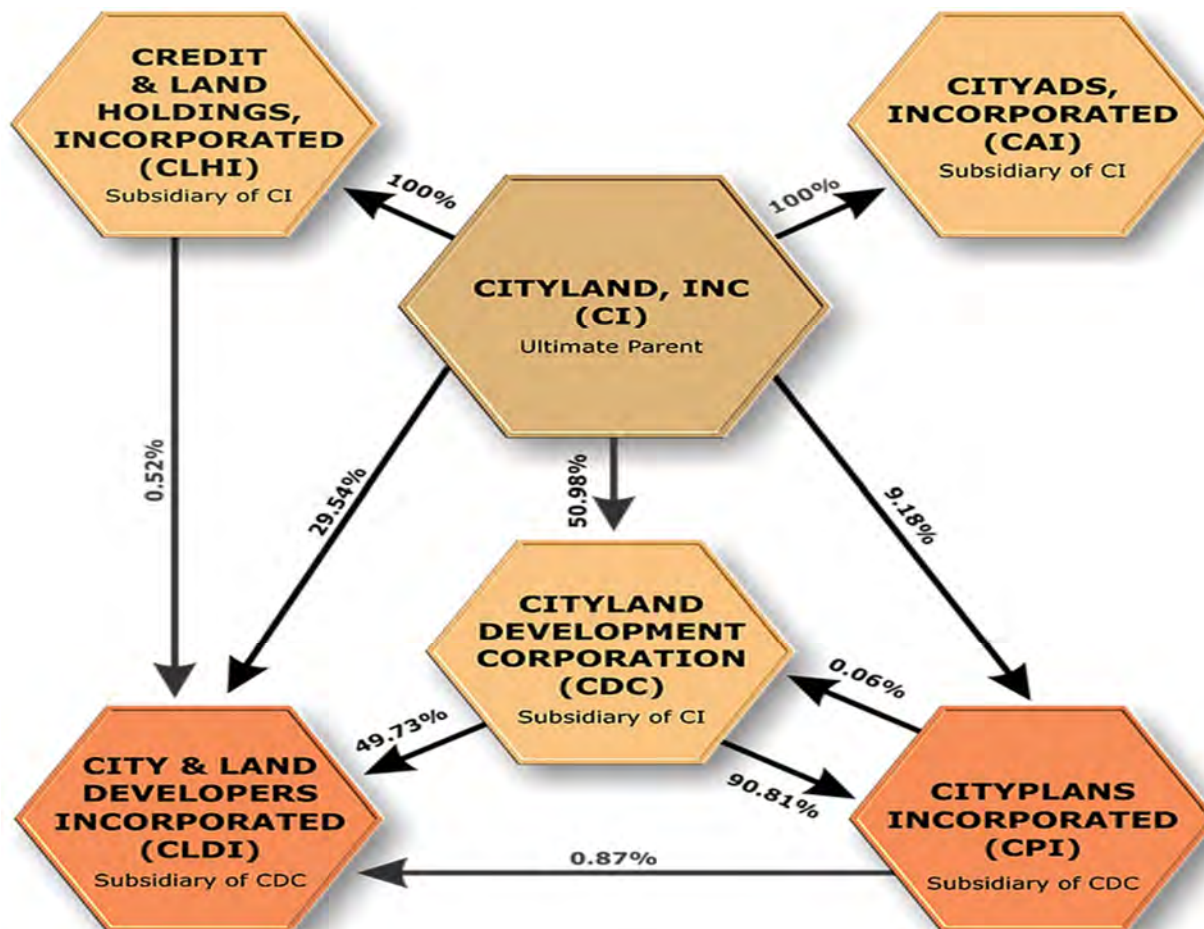 CREDIT
& LAND
HOLDINGS,
INCORPORATED
(CLHI)
Subsidiary of CI
CITYADS,
INCORPORATED
(CAI)
Subsidiary of CI
100%
100%
CITYLAND, INC
(CI)
Ultimate Parent
0.52%
29.54%
50.98%
9.18%
CITYLAND
DEVELOPMENT
CORPORATION
(CDC)
Subsidiary of CI
0.06%
49.73%
90.81%
CITY & LAND
DEVELOPERS
INCORPORATED
(CLDI)
Subsidiary of CDC
0.87%
CITYPLANS
INCORPORATED
(CPI)
Subsidiary of CDC